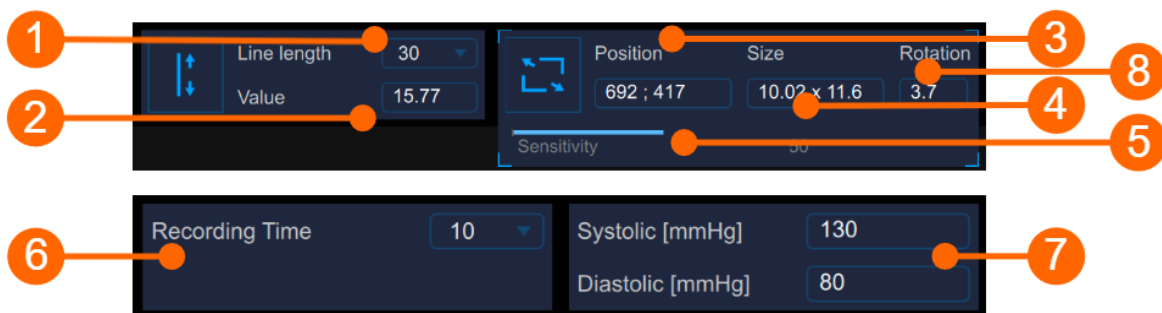 1
Line length
30
Value
15.77
2
Position
Size
Rotation
692 ; 417
10.02 x 11.6
3.7
Sensitivity
50
3
8
4
5
6
Recording Time
10
Systolic [mmHg]
130
Diastolic [mmHg]
80
7